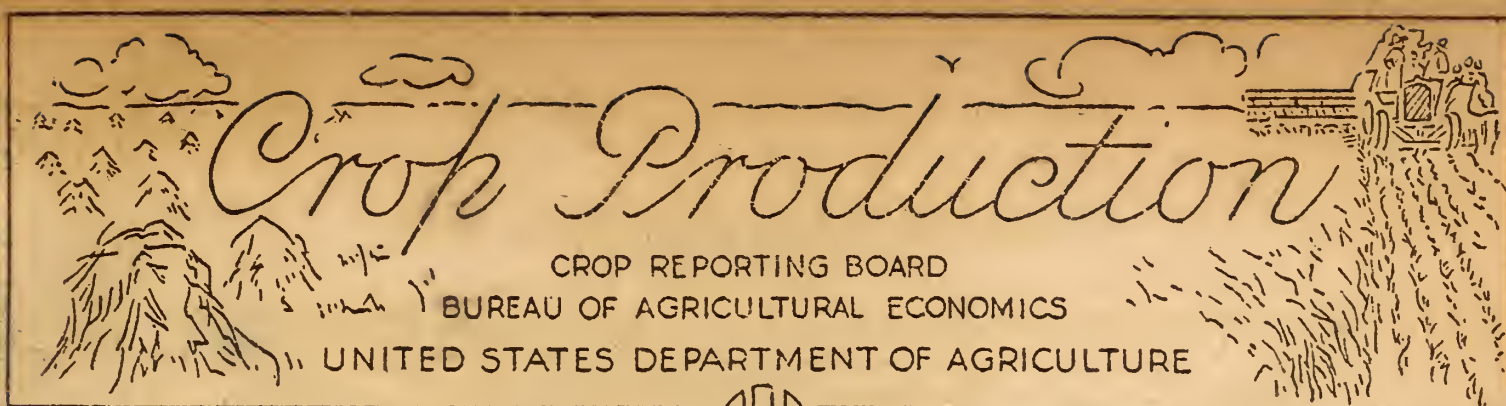 Crop Production
CROP REPORTING BOARD
BUREAU OF AGRICULTURAL ECONOMICS
UNITED STATES DEPARTMENT OF AGRICULTURE